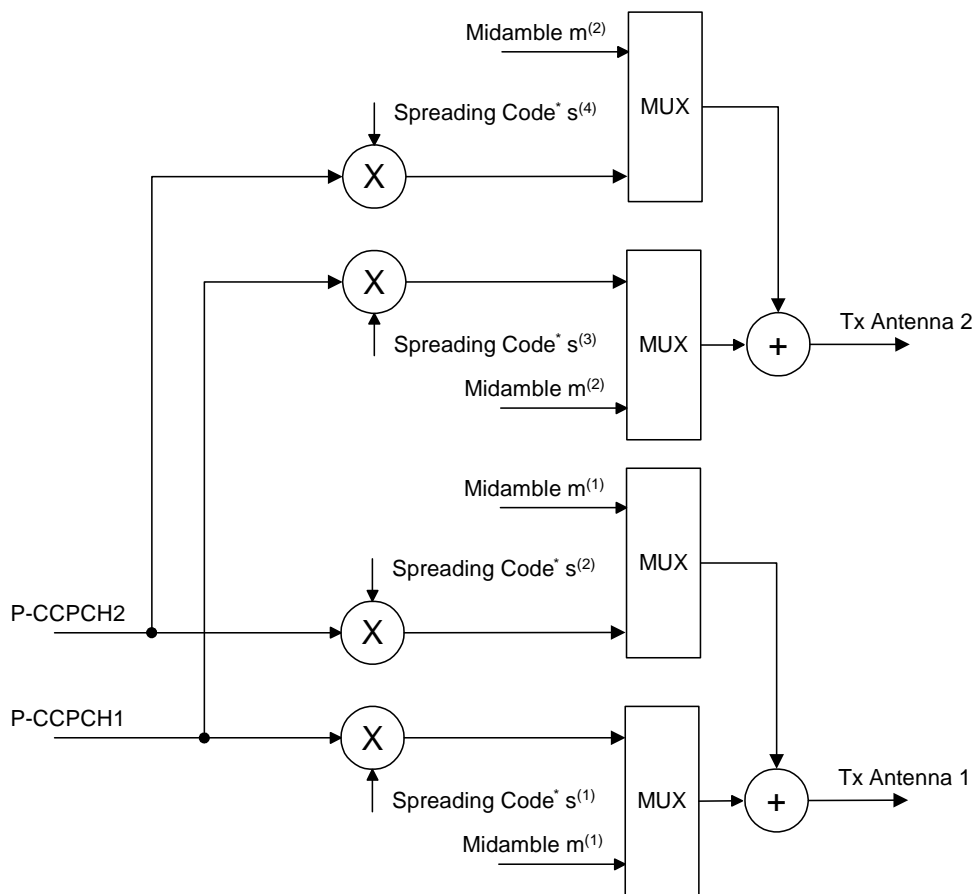 Midamble m(2)
Spreading Code* s(4)
MUX
X
X
Spreading Code* s(3)
MUX
+
Tx Antenna 2
Midamble m(2)
Midamble m(1)
Spreading Code* s(2)
MUX
P-CCPCH2
X
P-CCPCH1
X
Spreading Code* s(1)
MUX
+
Tx Antenna 1
Midamble m(1)